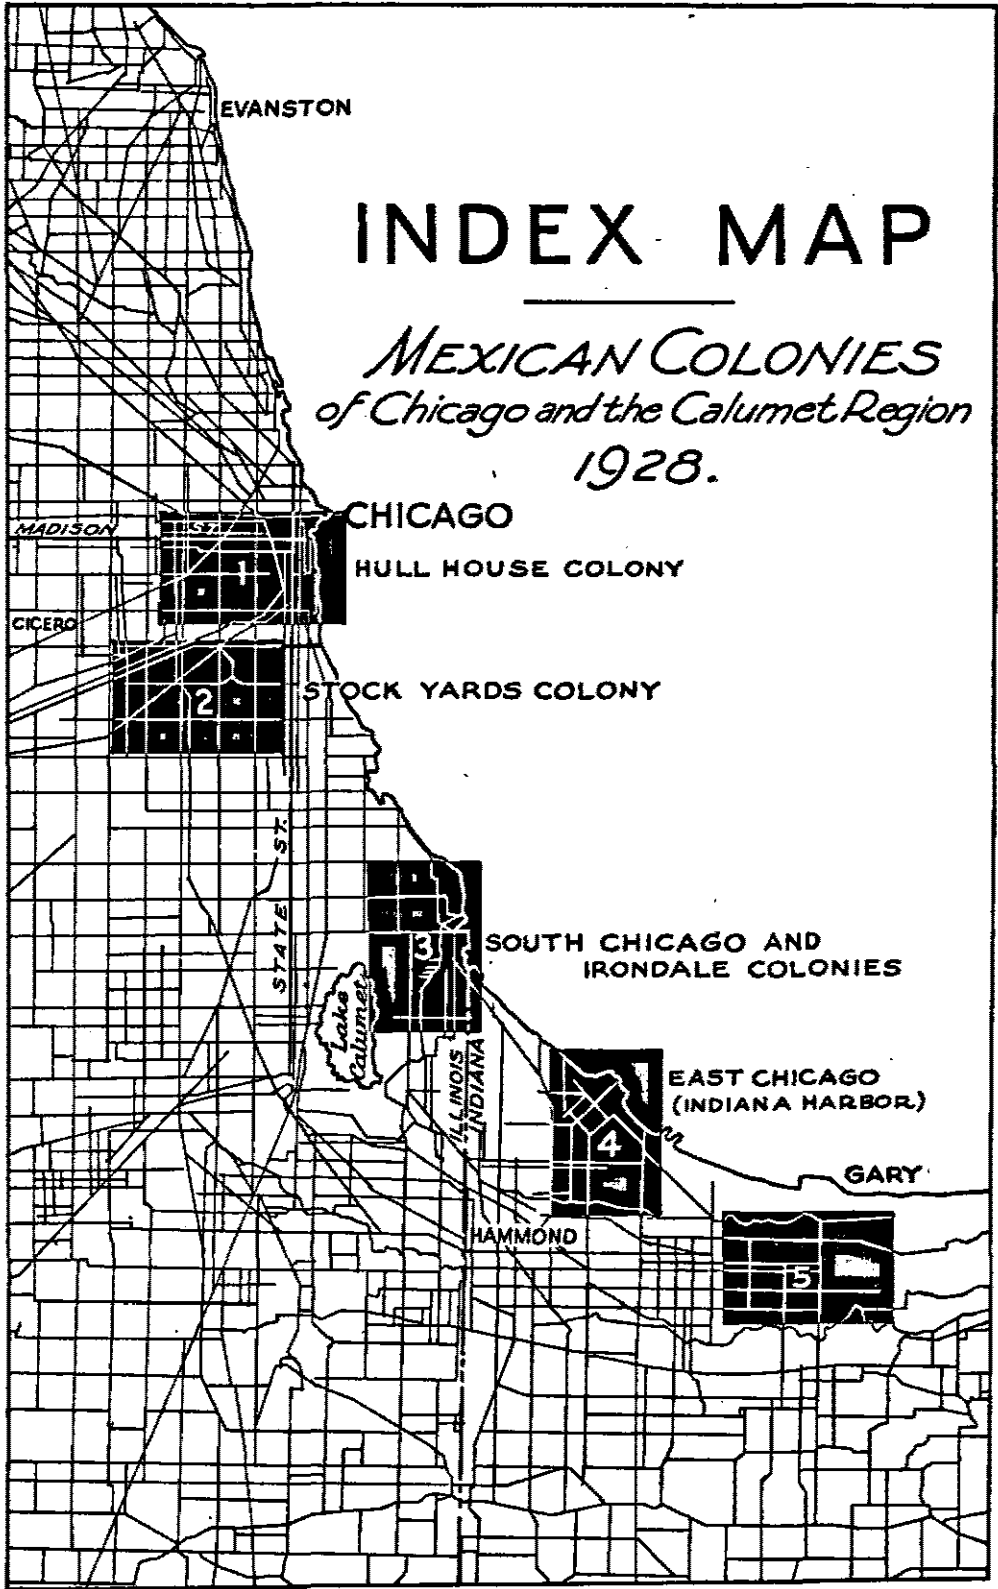 EVANSTON
INDEX MAP
MEXICAN COLONIES
of Chicago and the Calumet Region
1928.
CHICAGO
MADISON ST.
1
HULL HOUSE COLONY
CICERO
2
STOCK YARDS COLONY
STATE ST.
3
SOUTH CHICAGO AND
IRONDALE COLONIES
Lake
Calumet
ILLINOIS
INDIANA
EAST CHICAGO
(INDIANA HARBOR)
4
GARY
HAMMOND
5